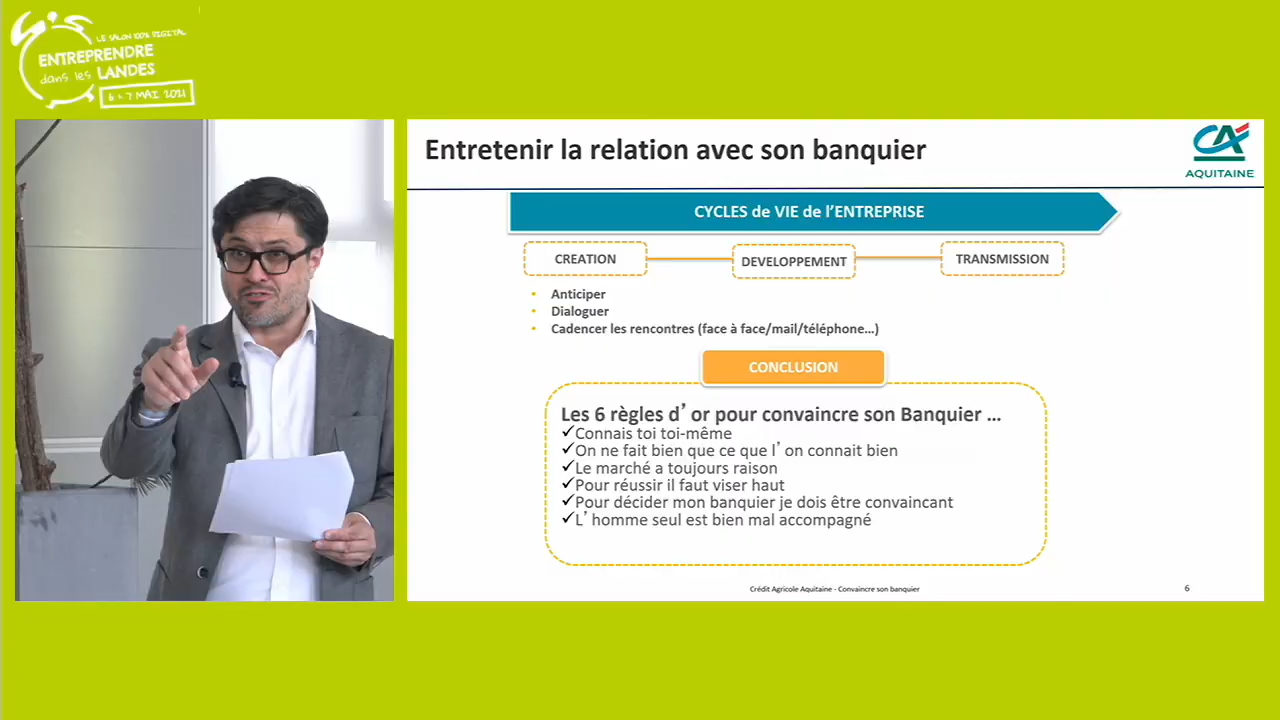 LE SALON 100% DIGITAL
ENTREPRENDRE
dans les LANDES
6 & 7 MAI 2021
Entretenir la relation avec son banquier
CA
AQUITAINE
CYCLES de VIE de l’ENTREPRISE
CREATION
DEVELOPPEMENT
TRANSMISSION
• Anticiper
• Dialoguer
• Cadencer les rencontres (face à face/mail/téléphone…)
CONCLUSION
Les 6 règles d’ or pour convaincre son Banquier …
✓Connais toi toi-même
✓On ne fait bien que ce que l’ on connait bien
✓Le marché a toujours raison
✓Pour réussir il faut viser haut
✓Pour décider mon banquier je dois être convaincant
✓L’ homme seul est bien mal accompagné
Crédit Agricole Aquitaine - Convaincre son banquier
6